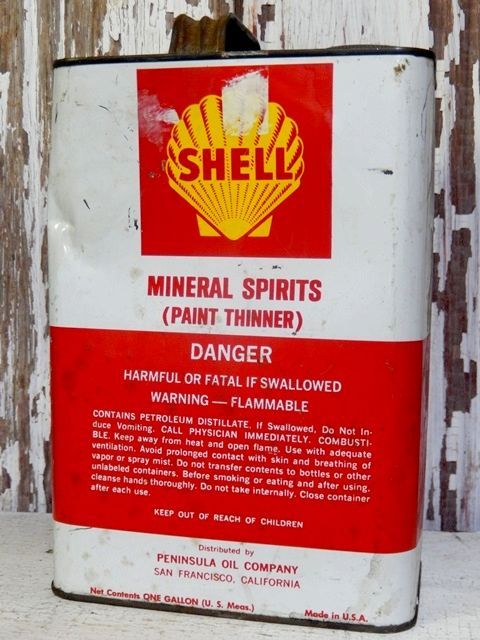 SHELL
MINERAL SPIRITS
(PAINT THINNER)
DANGER
HARMFUL OR FATAL IF SWALLOWED
WARNING — FLAMMABLE
CONTAINS PETROLEUM DISTILLATE. If Swallowed, Do Not In-
duce Vomiting. CALL PHYSICIAN IMMEDIATELY. COMBUSTI-
BLE. Keep away from heat and open flame. Use with adequate
ventilation. Avoid prolonged contact with skin and breathing of
vapor or spray mist. Do not transfer contents to bottles or other
unlabeled containers. Before smoking or eating and after using,
cleanse hands thoroughly. Do not take internally. Close container
after each use.
KEEP OUT OF REACH OF CHILDREN
Distributed by
PENINSULA OIL COMPANY
SAN FRANCISCO, CALIFORNIA
Net Contents ONE GALLON (U. S. Meas.) Made in U.S.A.